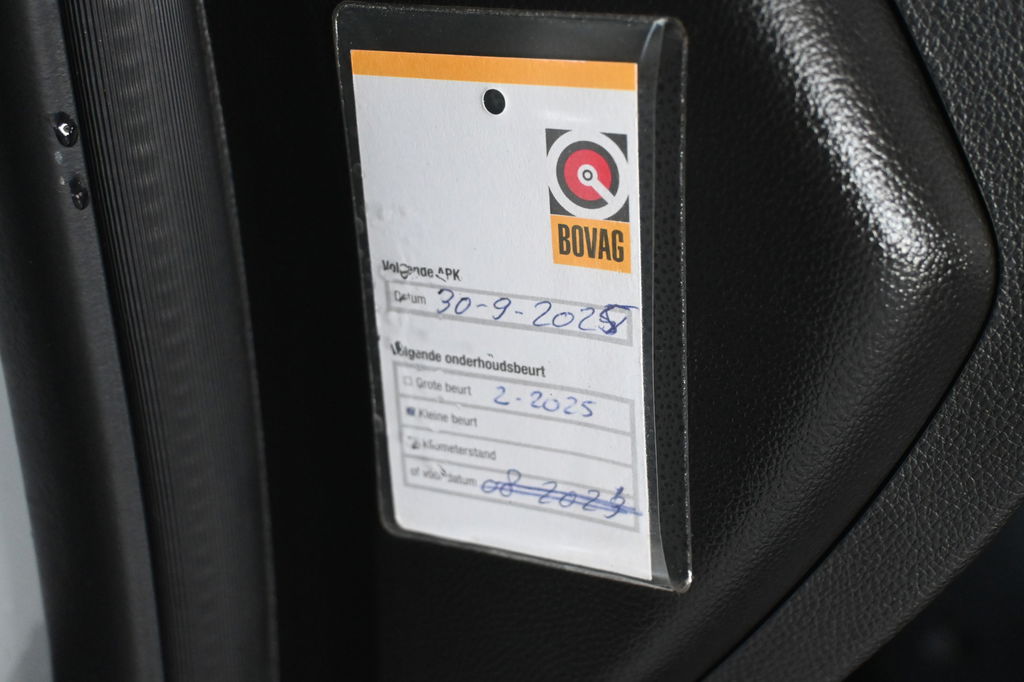 BOVAG
Volgende APK
Datum 30-9-2025
Volgende onderhoudsbeurt
Grote beurt 2-2025
Kleine beurt
Kilometerstand
of vóór datum 08 2023